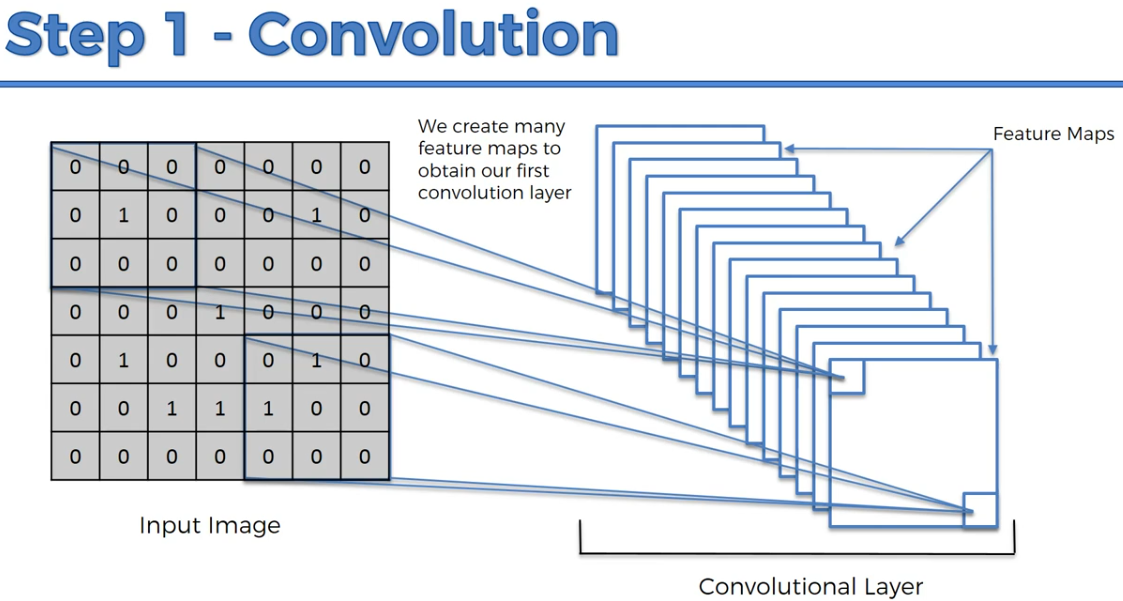 Step 1 - Convolution
We create many
feature maps to
obtain our first
convolution layer
Feature Maps
0 0 0 0 0 0 0
0 1 0 0 0 1 0
0 0 0 0 0 0 0
0 0 0 1 0 0 0
0 1 0 0 0 1 0
0 0 1 1 1 0 0
0 0 0 0 0 0 0
Input Image
Convolutional Layer